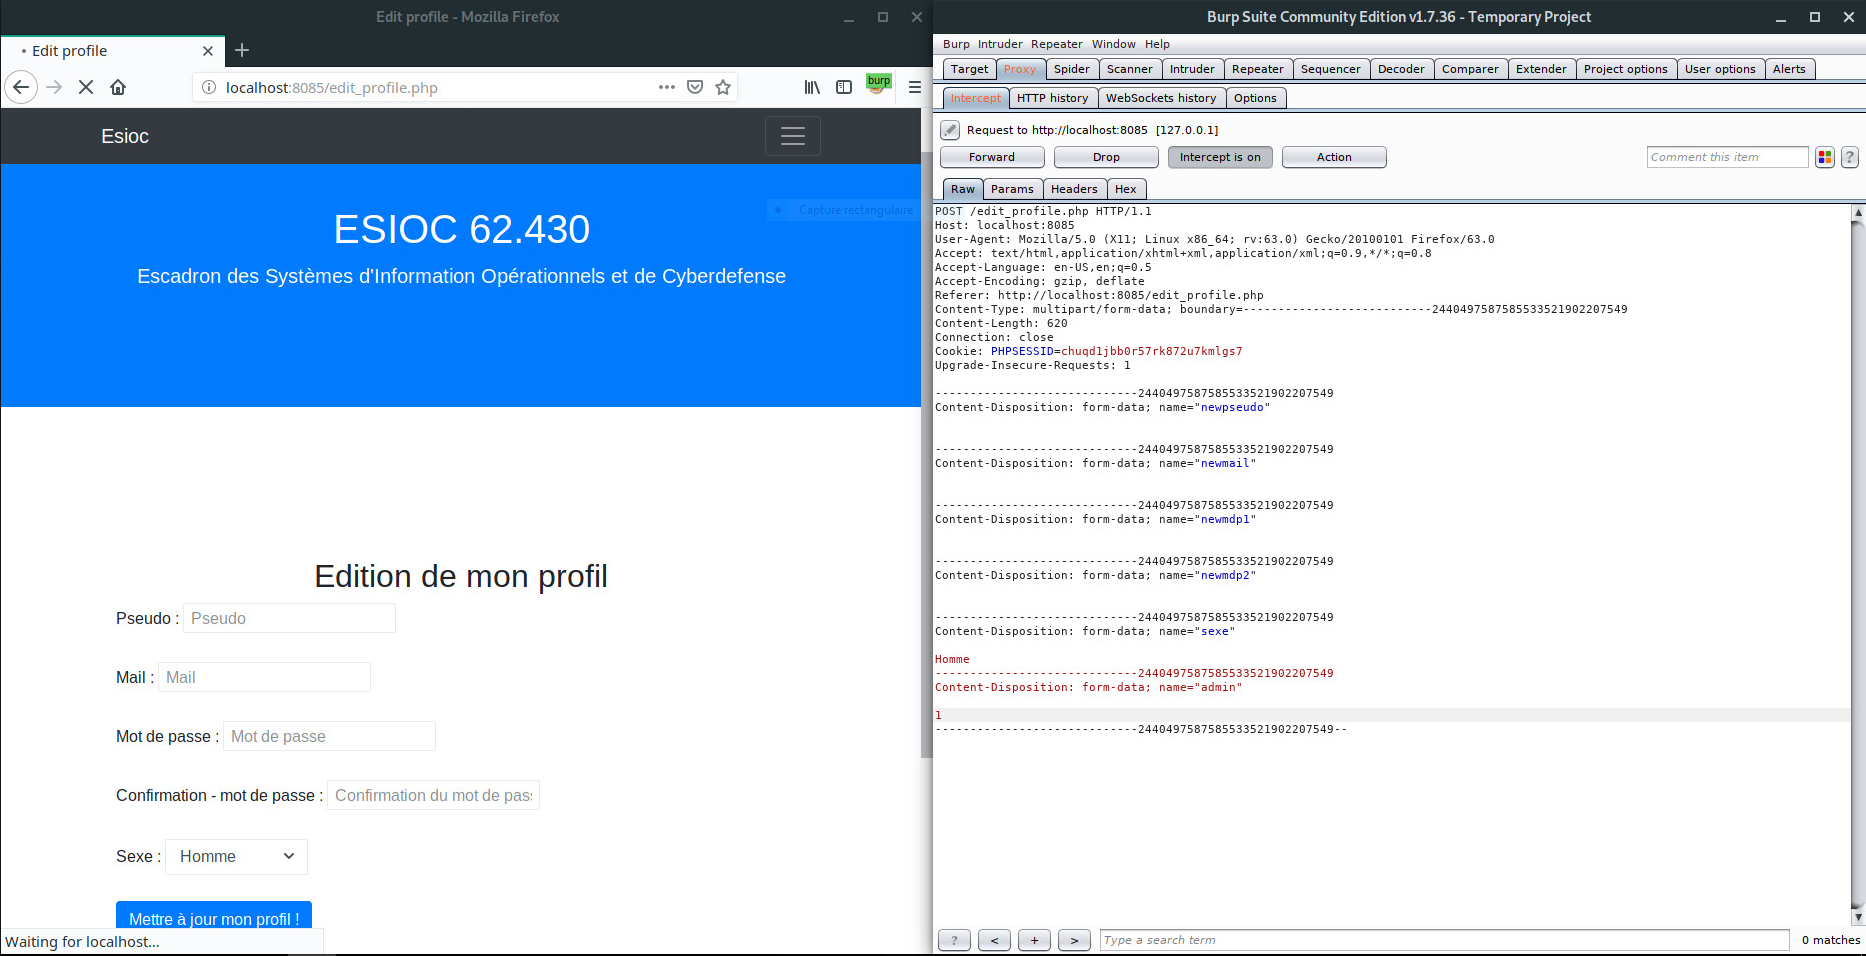 Edit profile - Mozilla Firefox
• Edit profile
localhost:8085/edit_profile.php
burp
Esioc
ESIOC 62.430
Capture rectangulaire
Escadron des Systèmes d'Information Opérationnels et de Cyberdefense
Edition de mon profil
Pseudo : Pseudo
Mail : Mail
Mot de passe : Mot de passe
Confirmation - mot de passe : Confirmation du mot de pas
Sexe : Homme
Mettre à jour mon profil !
Waiting for localhost...
Burp Suite Community Edition v1.7.36 - Temporary Project
Burp Intruder Repeater Window Help
Target Proxy Spider Scanner Intruder Repeater Sequencer Decoder Comparer Extender Project options User options Alerts
Intercept HTTP history WebSockets history Options
Request to http://localhost:8085 [127.0.0.1]
Forward Drop Intercept is on Action Comment this item ?
Raw Params Headers Hex
POST /edit_profile.php HTTP/1.1
Host: localhost:8085
User-Agent: Mozilla/5.0 (X11; Linux x86_64; rv:63.0) Gecko/20100101 Firefox/63.0
Accept: text/html,application/xhtml+xml,application/xml;q=0.9,*/*;q=0.8
Accept-Language: en-US,en;q=0.5
Accept-Encoding: gzip, deflate
Referer: http://localhost:8085/edit_profile.php
Content-Type: multipart/form-data; boundary=---------------------------24404975875855335219022​07549
Content-Length: 620
Connection: close
Cookie: PHPSESSID=chuqd1jbb0r57rk872u7kmlgs7
Upgrade-Insecure-Requests: 1
-----------------------------2440497587585533521902207549
Content-Disposition: form-data; name="newpseudo"
-----------------------------2440497587585533521902207549
Content-Disposition: form-data; name="newmail"
-----------------------------2440497587585533521902207549
Content-Disposition: form-data; name="newmdp1"
-----------------------------2440497587585533521902207549
Content-Disposition: form-data; name="newmdp2"
-----------------------------2440497587585533521902207549
Content-Disposition: form-data; name="sexe"
Homme
-----------------------------2440497587585533521902207549
Content-Disposition: form-data; name="admin"
1
-----------------------------2440497587585533521902207549--
? < + > Type a search term 0 matches